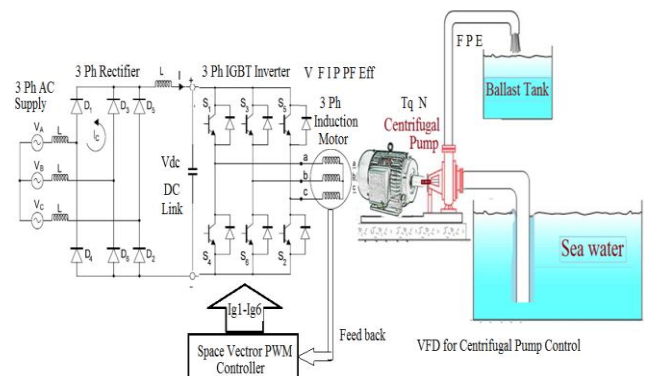 3 Ph Rectifier
L
I
3 Ph IGBT Inverter
V F I P PF Eff
F P E
3 Ph AC
Supply
D1
D3
D5
Ic
VA
L
VB
L
VC
L
D4
D6
D2
+
Vdc
DC
Link
-
S1
S3
S5
a
b
c
S4
S6
S2
3 Ph
Induction
Motor
Tq N
Centrifugal
Pump
Ballast Tank
Sea water
Ig1-Ig6
Feed back
Space Vectror PWM
Controller
VFD for Centrifugal Pump Control